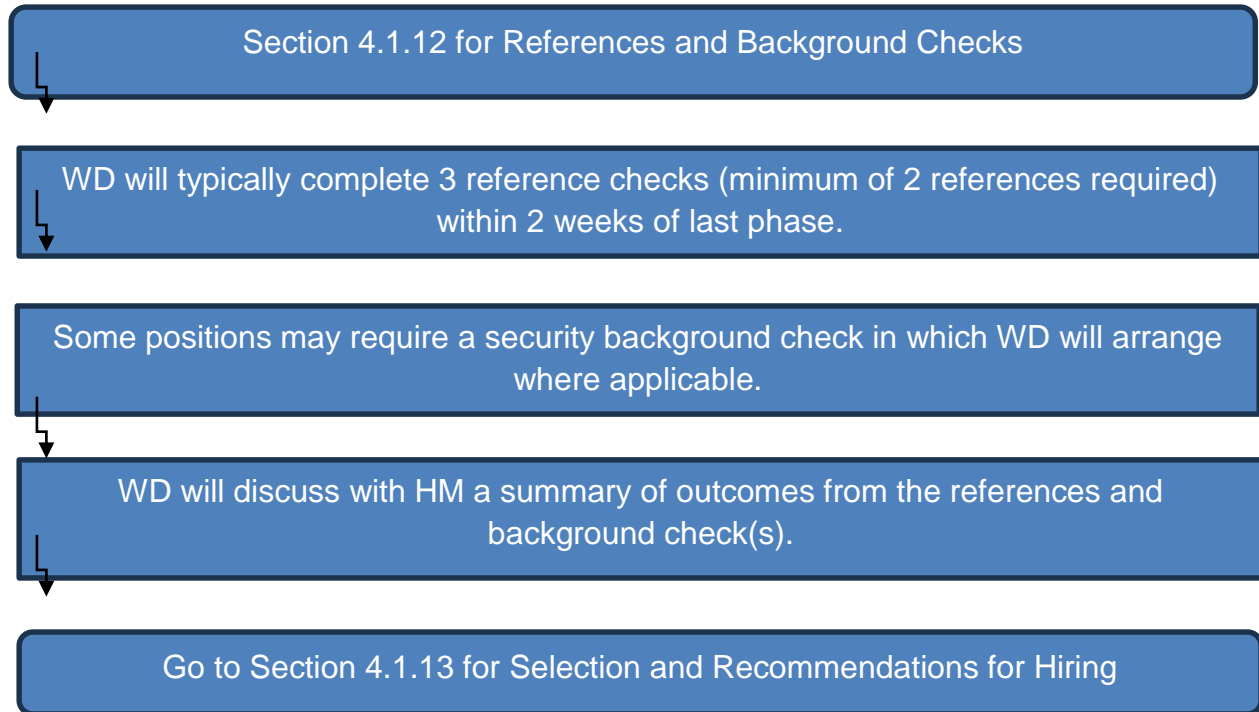 Section 4.1.12 for References and Background Checks
WD will typically complete 3 reference checks (minimum of 2 references required)
within 2 weeks of last phase.
Some positions may require a security background check in which WD will arrange
where applicable.
WD will discuss with HM a summary of outcomes from the references and
background check(s).
Go to Section 4.1.13 for Selection and Recommendations for Hiring